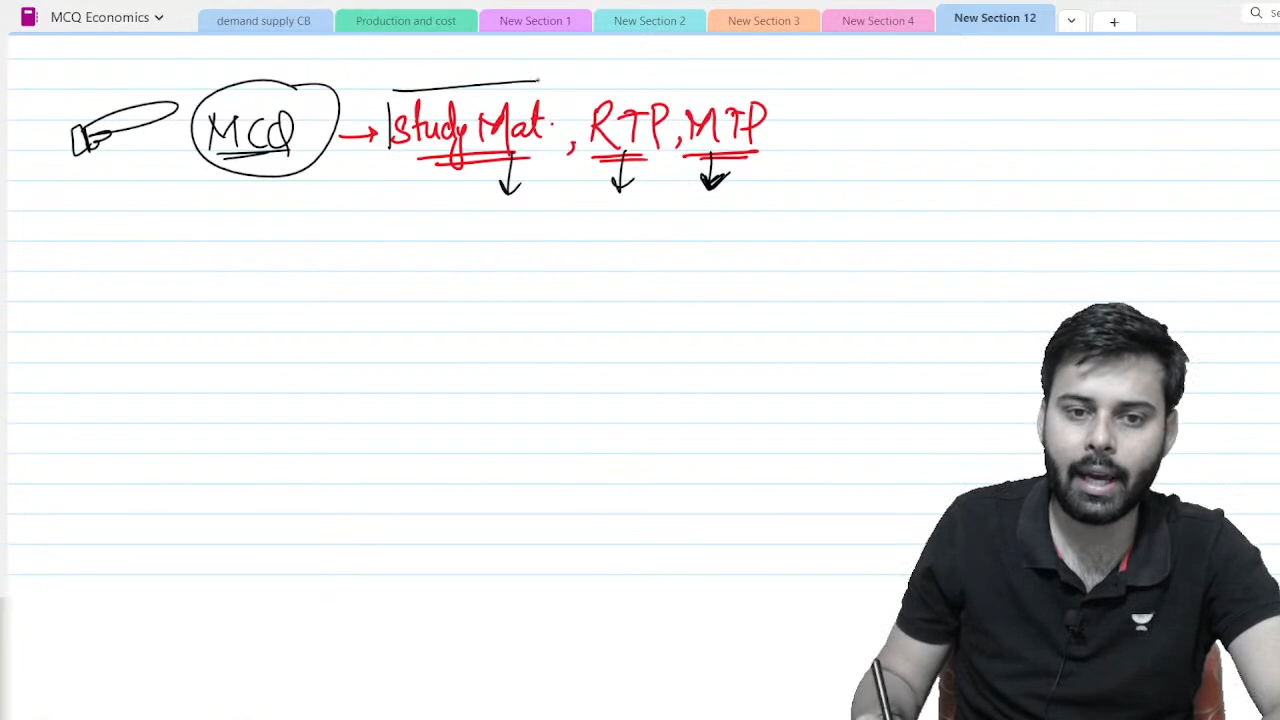 MCQ Economics
demand supply CB Production and cost New Section 1 New Section 2 New Section 3 New Section 4 New Section 12
MCQ → Study Mat. , RTP, MTP